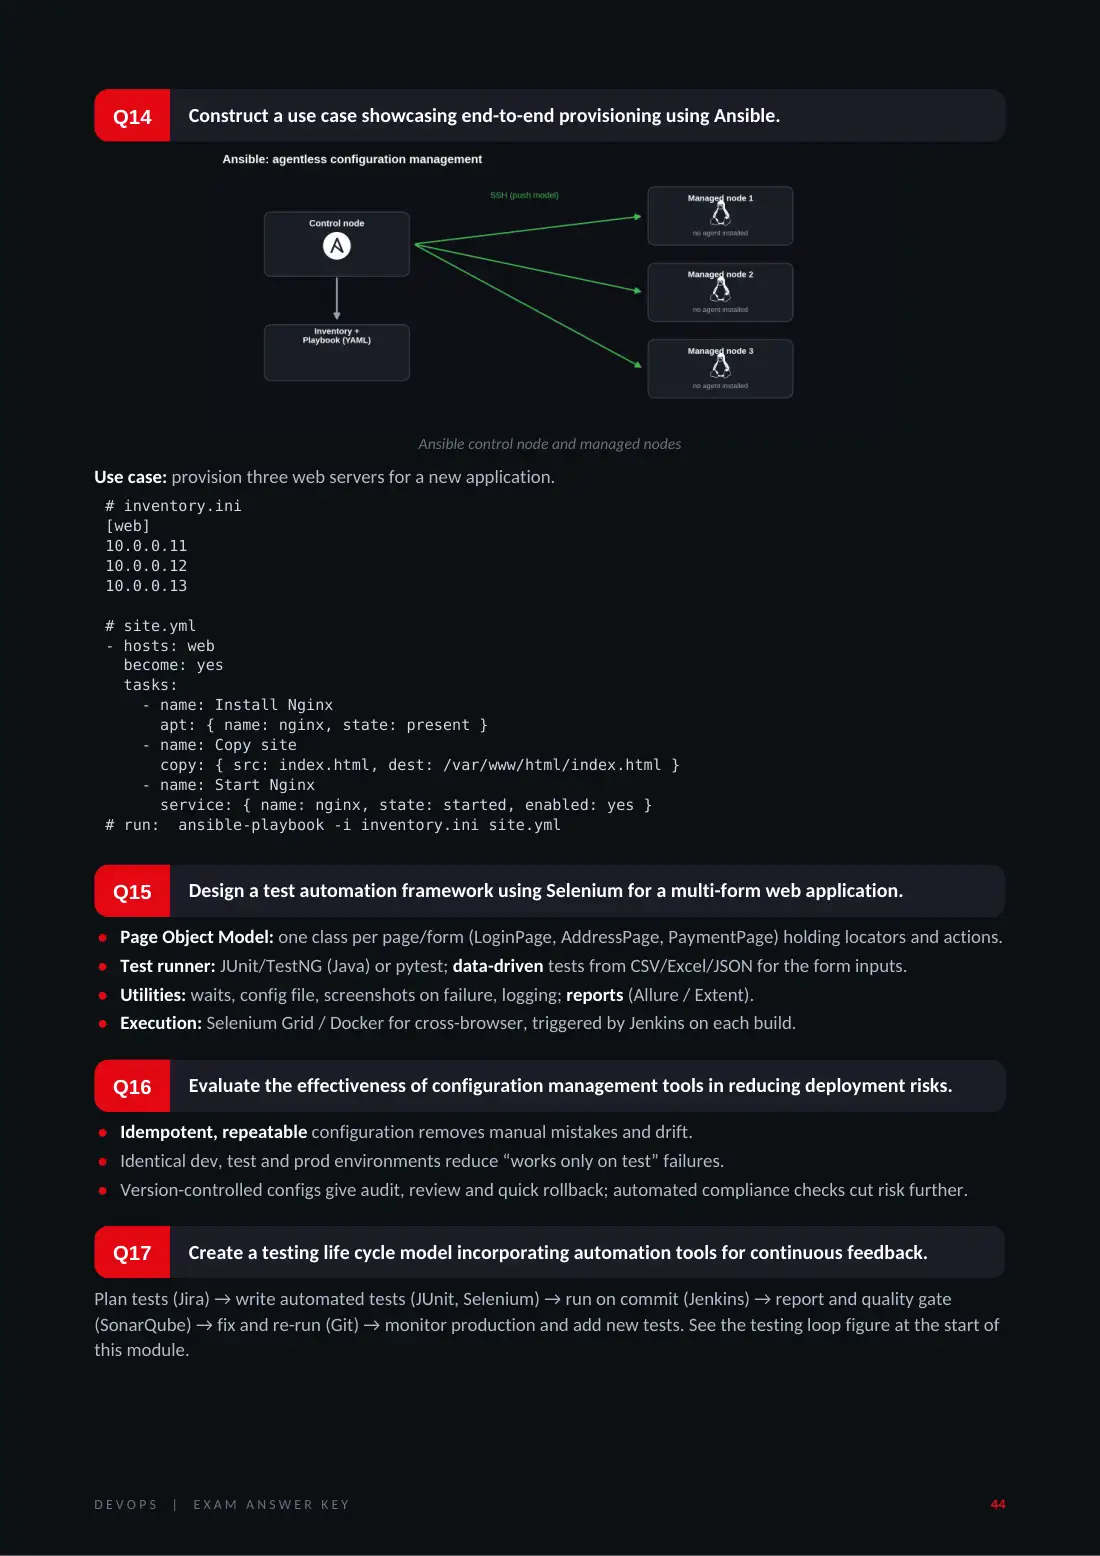 Q14 Construct a use case showcasing end-to-end provisioning using Ansible.
Ansible: agentless configuration management
SSH (push model)
Control node
Inventory +
Playbook (YAML)
Managed node 1
no agent installed
Managed node 2
no agent installed
Managed node 3
no agent installed
Ansible control node and managed nodes
Use case: provision three web servers for a new application.
# inventory.ini
[web]
10.0.0.11
10.0.0.12
10.0.0.13

# site.yml
- hosts: web
  become: yes
  tasks:
    - name: Install Nginx
      apt: { name: nginx, state: present }
    - name: Copy site
      copy: { src: index.html, dest: /var/www/html/index.html }
    - name: Start Nginx
      service: { name: nginx, state: started, enabled: yes }
# run:  ansible-playbook -i inventory.ini site.yml
Q15 Design a test automation framework using Selenium for a multi-form web application.
• Page Object Model: one class per page/form (LoginPage, AddressPage, PaymentPage) holding locators and actions.
• Test runner: JUnit/TestNG (Java) or pytest; data-driven tests from CSV/Excel/JSON for the form inputs.
• Utilities: waits, config file, screenshots on failure, logging; reports (Allure / Extent).
• Execution: Selenium Grid / Docker for cross-browser, triggered by Jenkins on each build.
Q16 Evaluate the effectiveness of configuration management tools in reducing deployment risks.
• Idempotent, repeatable configuration removes manual mistakes and drift.
• Identical dev, test and prod environments reduce “works only on test” failures.
• Version-controlled configs give audit, review and quick rollback; automated compliance checks cut risk further.
Q17 Create a testing life cycle model incorporating automation tools for continuous feedback.
Plan tests (Jira) → write automated tests (JUnit, Selenium) → run on commit (Jenkins) → report and quality gate
(SonarQube) → fix and re-run (Git) → monitor production and add new tests. See the testing loop figure at the start of
this module.
DEVOPS | EXAM ANSWER KEY 44